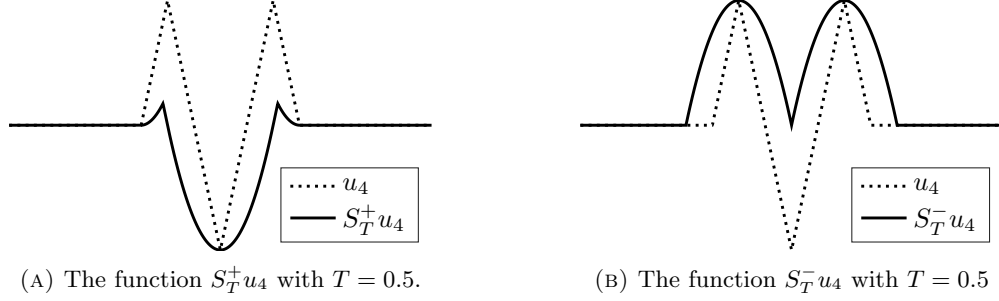 u₄
S_T^+ u₄
u₄
S_T^- u₄
(A) The function S_T^+ u₄ with T = 0.5.
(B) The function S_T^- u₄ with T = 0.5